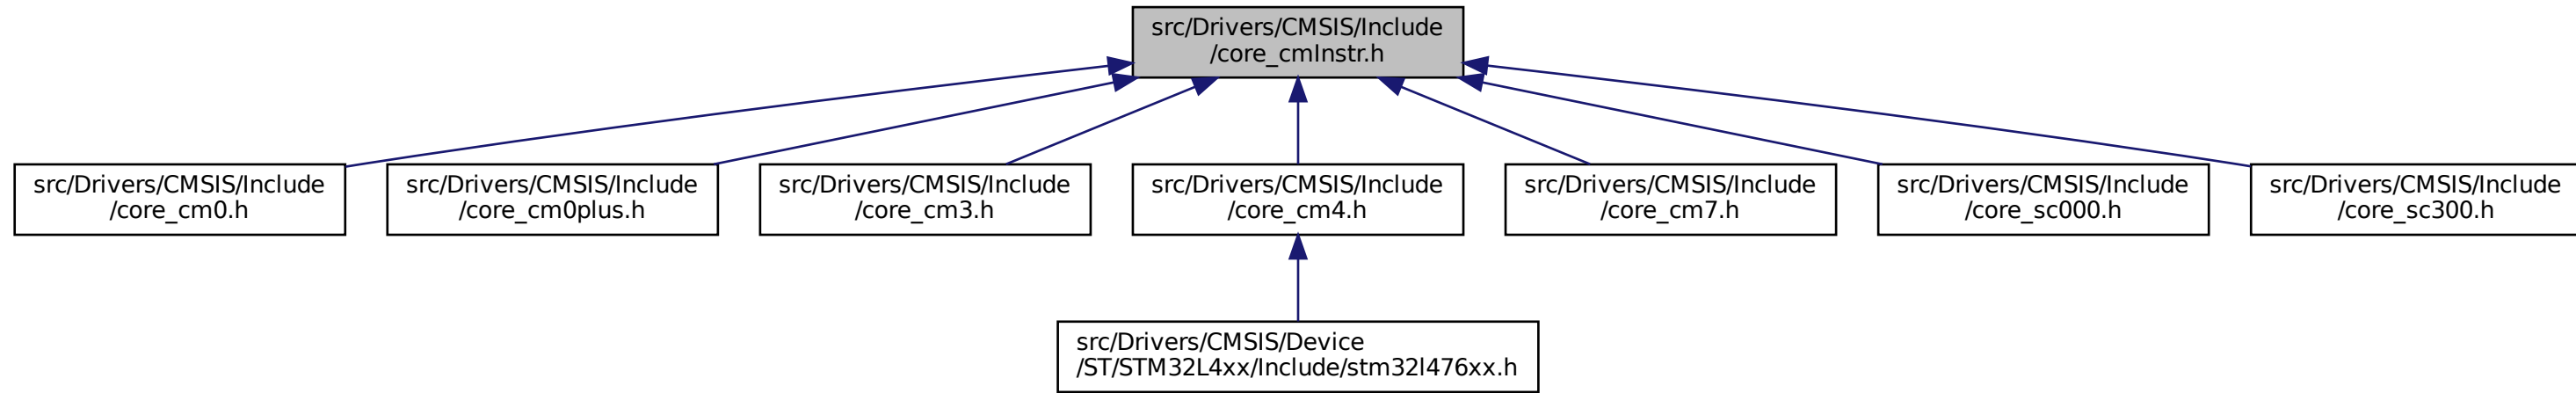 src/Drivers/CMSIS/Include
/core_cmInstr.h
src/Drivers/CMSIS/Include
/core_cm0.h
src/Drivers/CMSIS/Include
/core_cm0plus.h
src/Drivers/CMSIS/Include
/core_cm3.h
src/Drivers/CMSIS/Include
/core_cm4.h
src/Drivers/CMSIS/Include
/core_cm7.h
src/Drivers/CMSIS/Include
/core_sc000.h
src/Drivers/CMSIS/Include
/core_sc300.h
src/Drivers/CMSIS/Device
/ST/STM32L4xx/Include/stm32l476xx.h